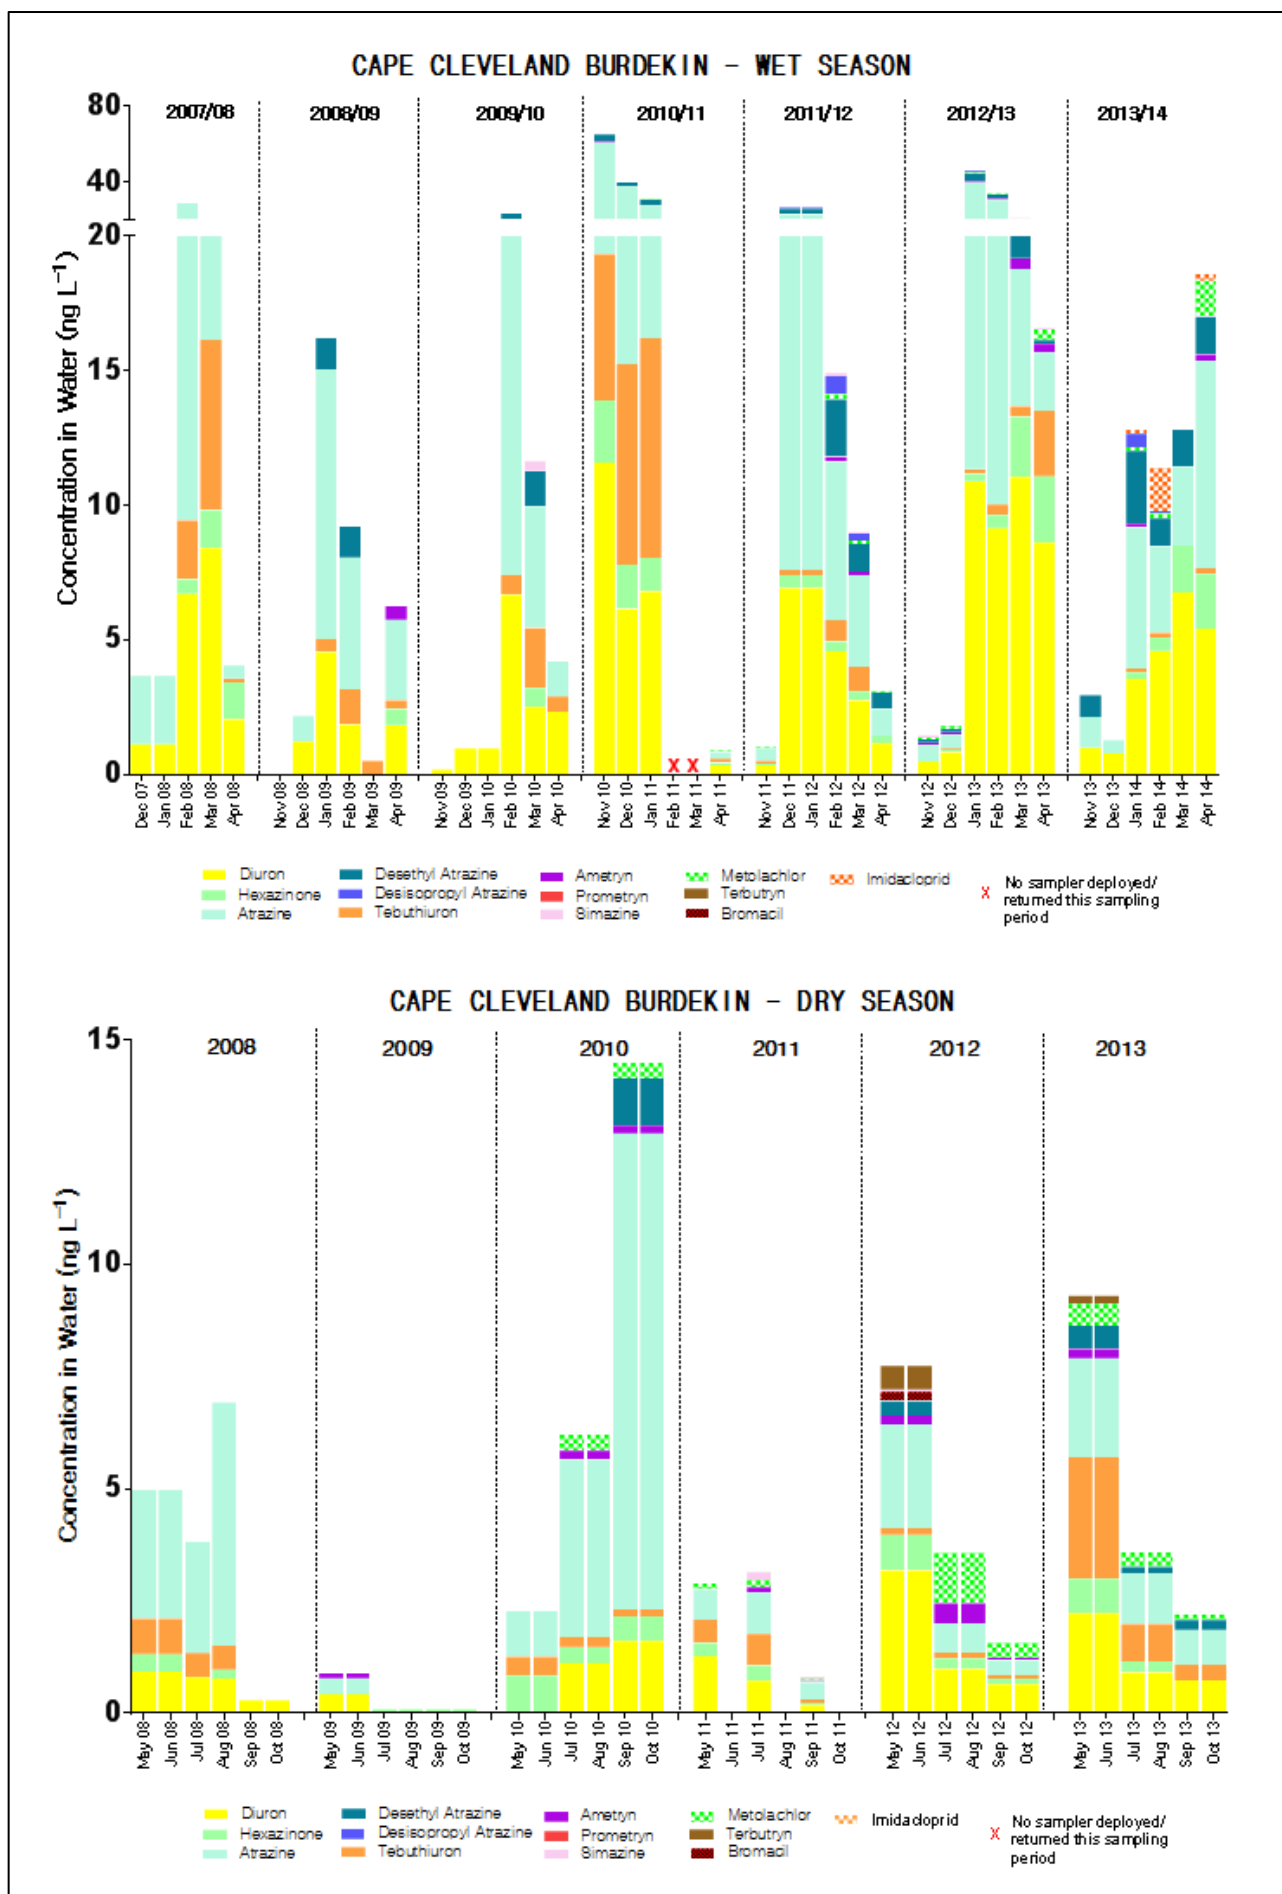 CAPE CLEVELAND BURDEKIN - WET SEASON
80
2007/08 2008/09 2009/10 2010/11 2011/12 2012/13 2013/14
40
20
15
10
5
0
Concentration in Water (ng L⁻¹)
Dec 07 Jan 08 Feb 08 Mar 08 Apr 08 Nov 08 Dec 08 Jan 09 Feb 09 Mar 09 Apr 09 Nov 09 Dec 09 Jan 10 Feb 10 Mar 10 Apr 10 Nov 10 Dec 10 Jan 11 Feb 11 Mar 11 Apr 11 Nov 11 Dec 11 Jan 12 Feb 12 Mar 12 Apr 12 Nov 12 Dec 12 Jan 13 Feb 13 Mar 13 Apr 13 Nov 13 Dec 13 Jan 14 Feb 14 Mar 14 Apr 14
X X
Diuron Desethyl Atrazine Ametryn Metolachlor Imidacloprid
Hexazinone Desisopropyl Atrazine Prometryn Terbutryn
Atrazine Tebuthiuron Simazine Bromacil
X No sampler deployed/
returned this sampling
period
CAPE CLEVELAND BURDEKIN - DRY SEASON
15
2008 2009 2010 2011 2012 2013
10
5
0
Concentration in Water (ng L⁻¹)
May 08 Jun 08 Jul 08 Aug 08 Sep 08 Oct 08 May 09 Jun 09 Jul 09 Aug 09 Sep 09 Oct 09 May 10 Jun 10 Jul 10 Aug 10 Sep 10 Oct 10 May 11 Jun 11 Jul 11 Aug 11 Sep 11 Oct 11 May 12 Jun 12 Jul 12 Aug 12 Sep 12 Oct 12 May 13 Jun 13 Jul 13 Aug 13 Sep 13 Oct 13
Diuron Desethyl Atrazine Ametryn Metolachlor Imidacloprid
Hexazinone Desisopropyl Atrazine Prometryn Terbutryn
Atrazine Tebuthiuron Simazine Bromacil
X No sampler deployed/
returned this sampling
period